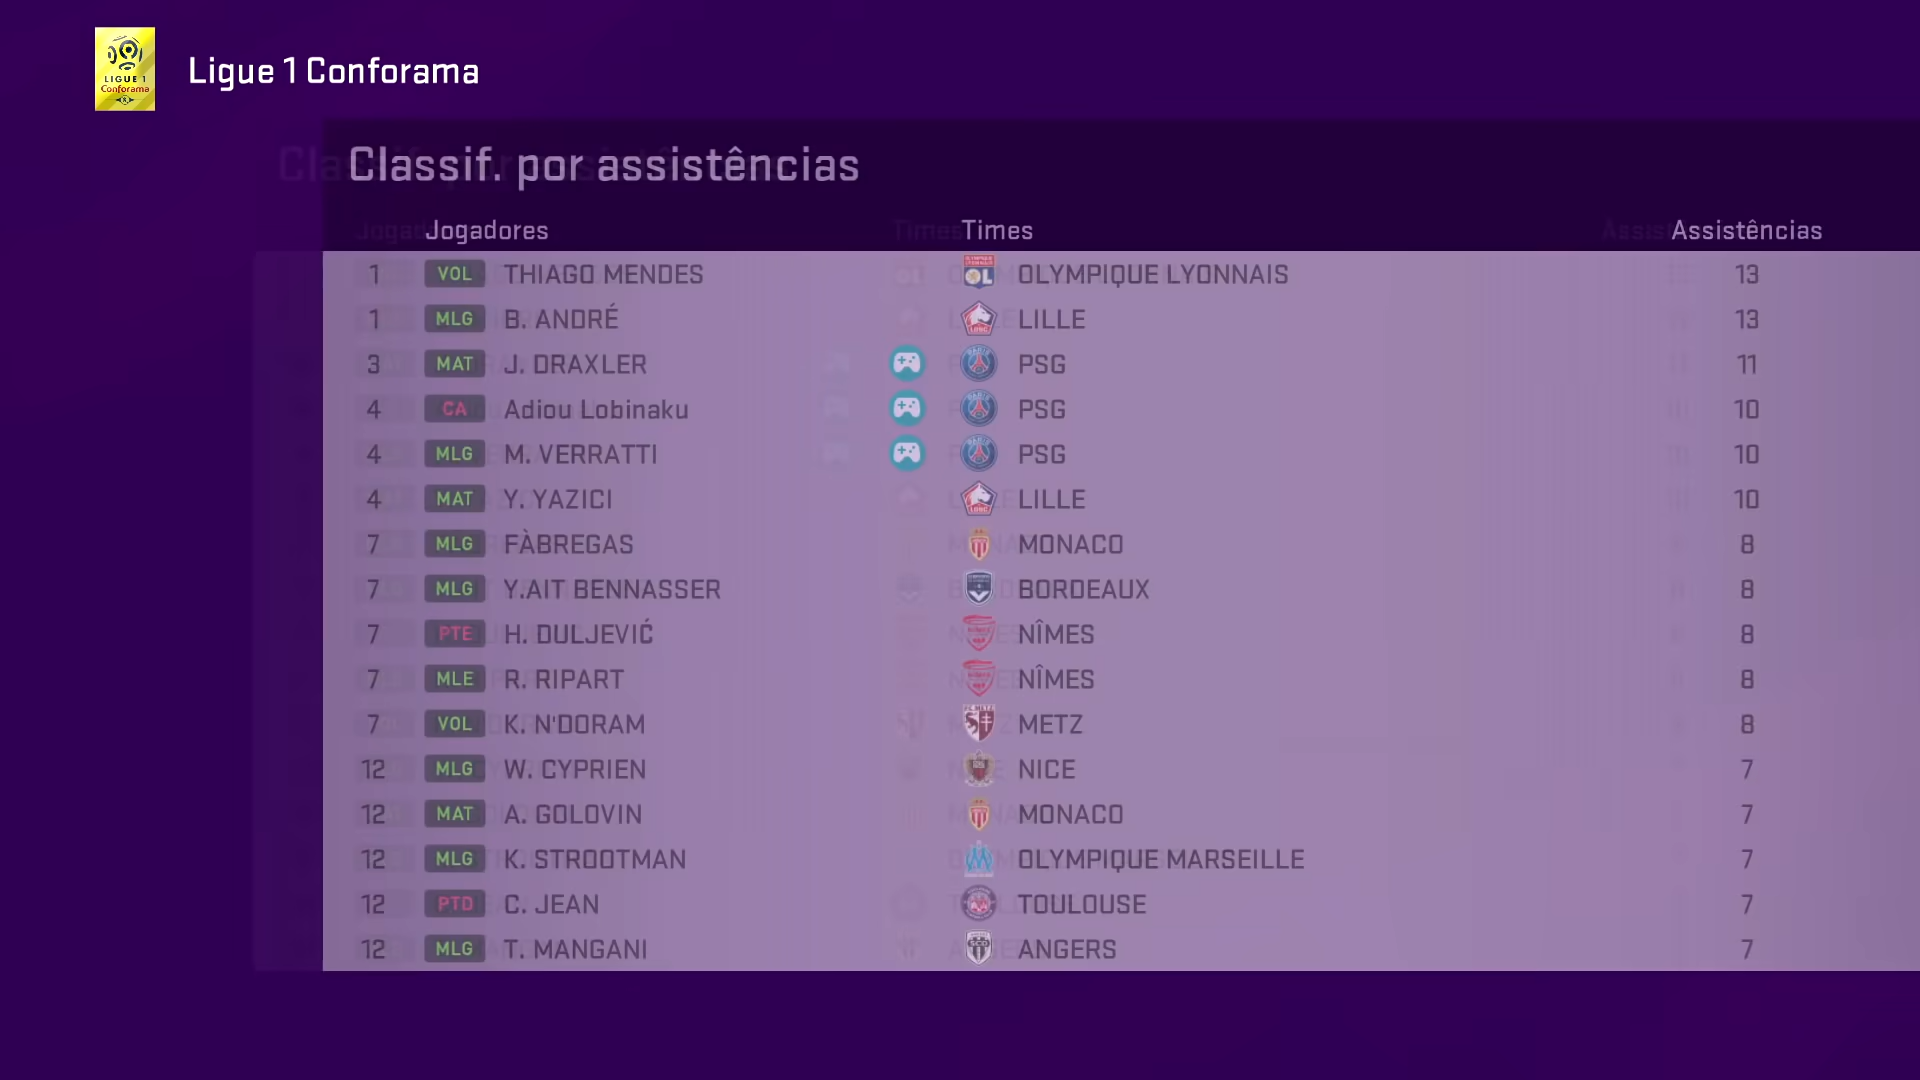 LIGUE 1
Conforama
Ligue 1 Conforama
Classif. por assistências
Jogadores Times Assistências
1 VOL THIAGO MENDES OLYMPIQUE LYONNAIS 13
1 MLG B. ANDRÉ LILLE 13
3 MAT J. DRAXLER PSG 11
4 CA Adiou Lobinaku PSG 10
4 MLG M. VERRATTI PSG 10
4 MAT Y. YAZICI LILLE 10
7 MLG FÀBREGAS MONACO 8
7 MLG Y.AIT BENNASSER BORDEAUX 8
7 PTE H. DULJEVIĆ NÎMES 8
7 MLE R. RIPART NÎMES 8
7 VOL K. N'DORAM METZ 8
12 MLG W. CYPRIEN NICE 7
12 MAT A. GOLOVIN MONACO 7
12 MLG K. STROOTMAN OLYMPIQUE MARSEILLE 7
12 PTD C. JEAN TOULOUSE 7
12 MLG T. MANGANI ANGERS 7